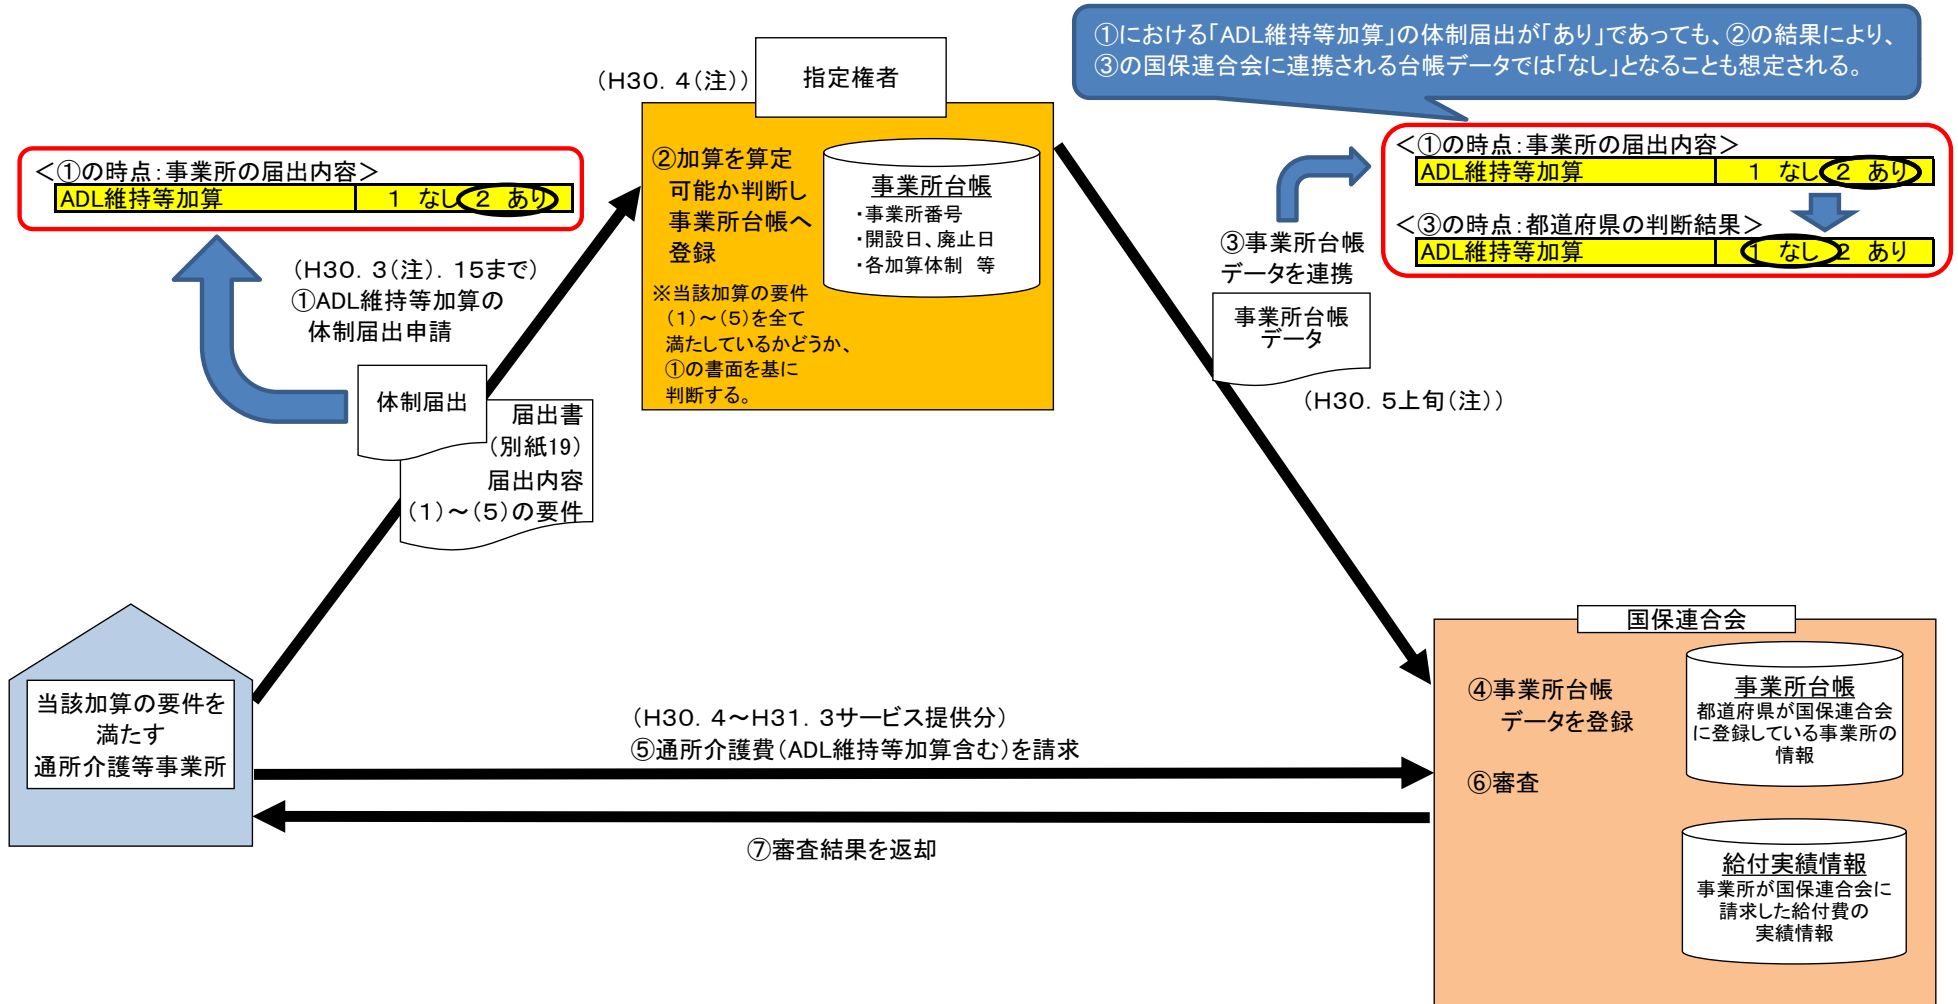 ①における「ADL維持等加算」の体制届出が「あり」であっても、②の結果により、
③の国保連合会に連携される台帳データでは「なし」となることも想定される。
(H30．4(注))
指定権者
②加算を算定
可能か判断し
事業所台帳へ
登録
※当該加算の要件
(1)～(5)を全て
満たしているかどうか、
①の書面を基に
判断する。
事業所台帳
・事業所番号
・開設日、廃止日
・各加算体制　等
＜①の時点：事業所の届出内容＞
ADL維持等加算　1　なし　2　あり
(H30．3(注)．15まで)
①ADL維持等加算の
体制届出申請
体制届出
届出書
(別紙19)
届出内容
(1)～(5)の要件
＜①の時点：事業所の届出内容＞
ADL維持等加算　1　なし　2　あり
＜③の時点：都道府県の判断結果＞
ADL維持等加算　1　なし　2　あり
③事業所台帳
データを連携
事業所台帳
データ
(H30．5上旬(注))
当該加算の要件を
満たす
通所介護等事業所
(H30．4～H31．3サービス提供分)
⑤通所介護費(ADL維持等加算含む)を請求
⑦審査結果を返却
国保連合会
④事業所台帳
データを登録
⑥審査
事業所台帳
都道府県が国保連合会
に登録している事業所の
情報
給付実績情報
事業所が国保連合会に
請求した給付費の
実績情報